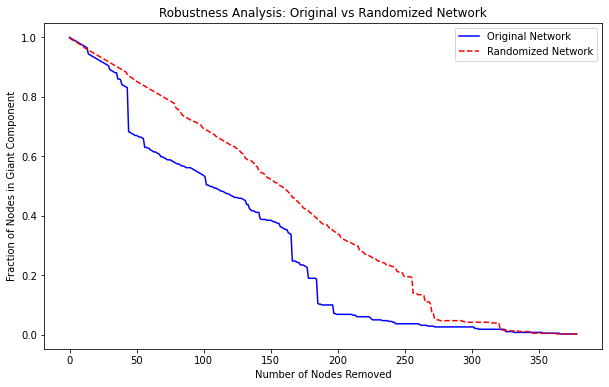 Robustness Analysis: Original vs Randomized Network
Original Network
Randomized Network
Fraction of Nodes in Giant Component
1.0
0.8
0.6
0.4
0.2
0.0
0
50
100
150
200
250
300
350
Number of Nodes Removed